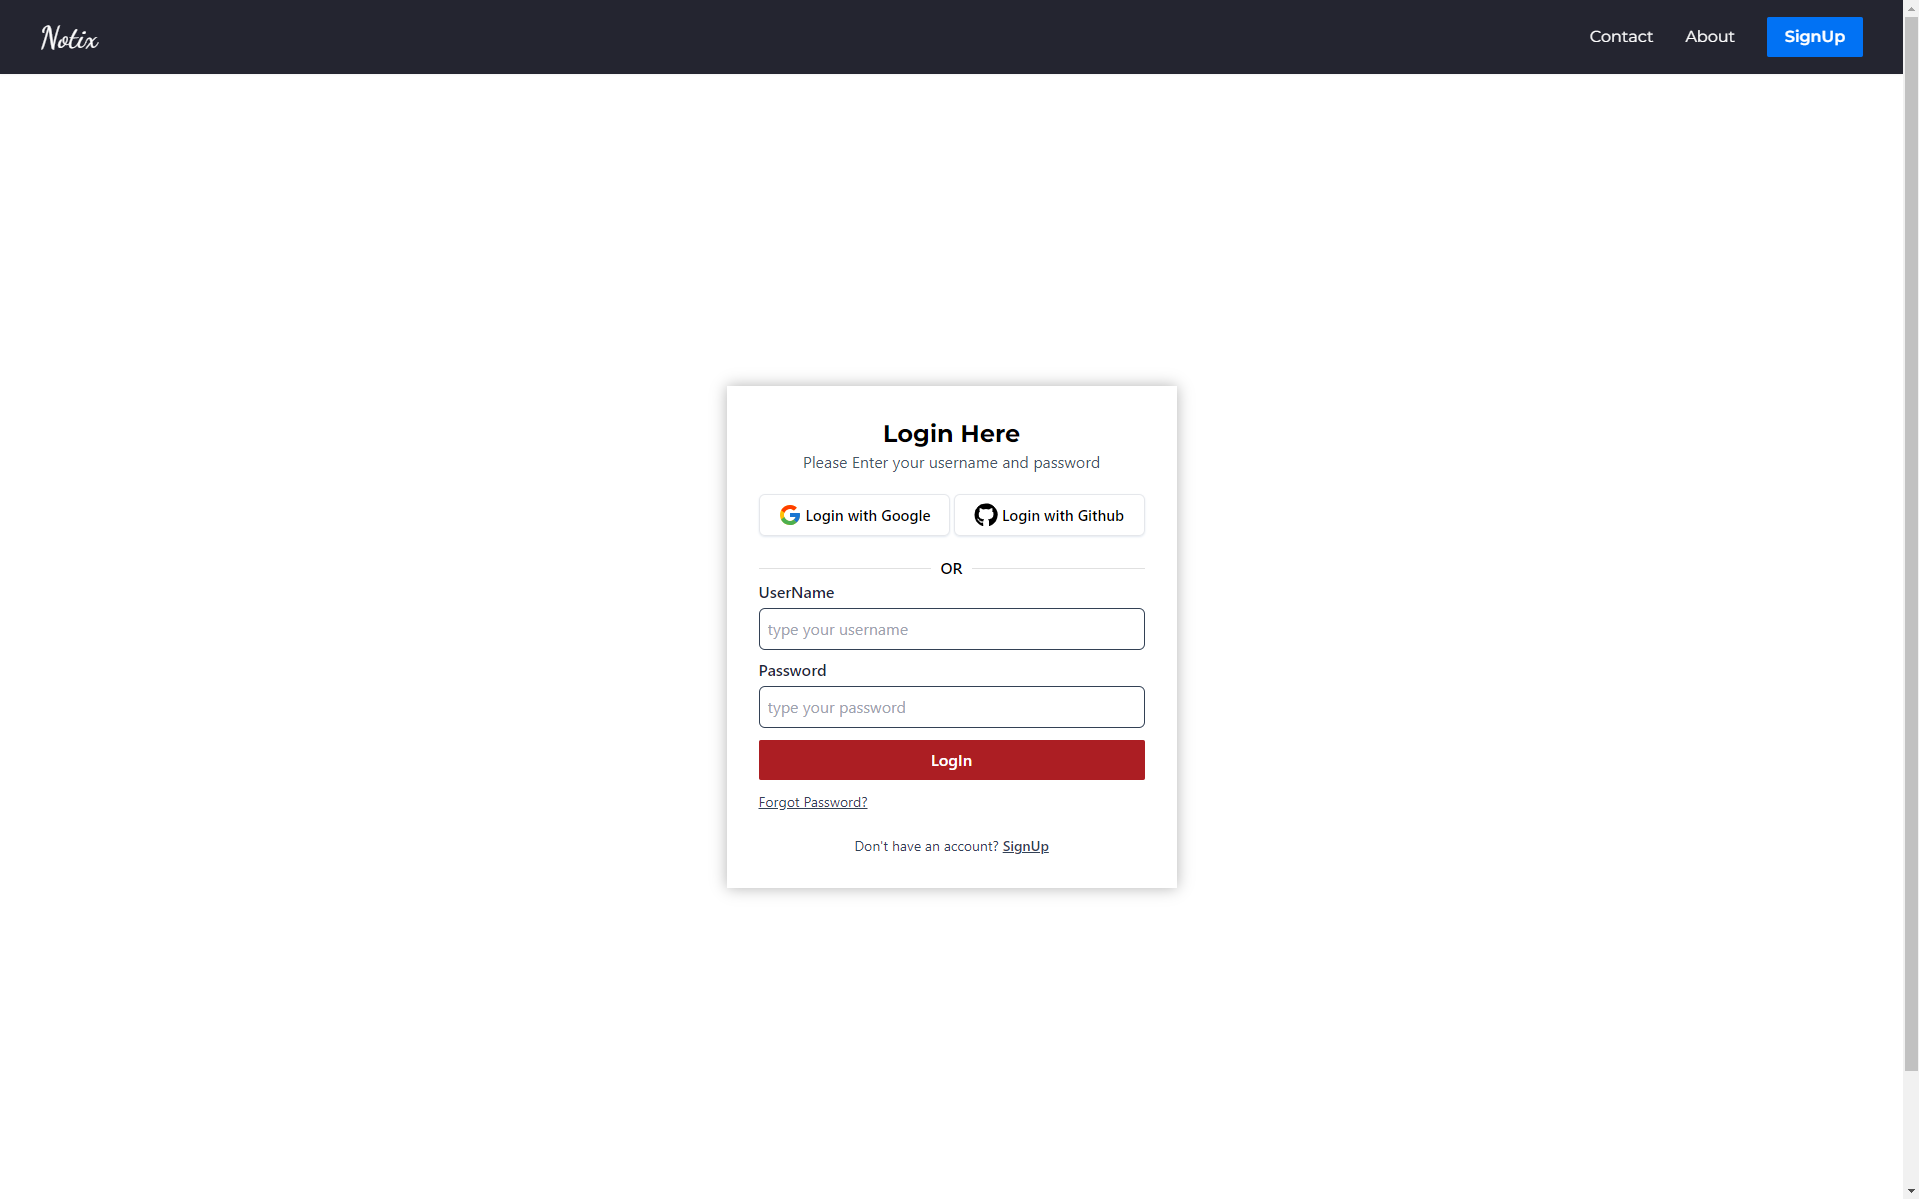 Notix
Contact
About
SignUp
Login Here
Please Enter your username and password
Login with Google
Login with Github
OR
UserName
type your username
Password
type your password
LogIn
Forgot Password?
Don't have an account? SignUp